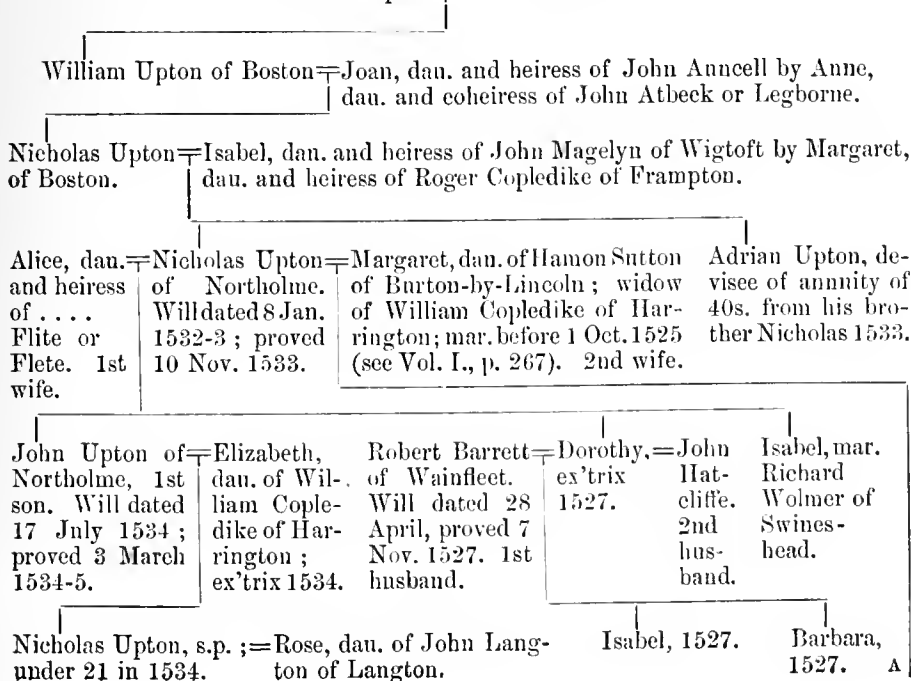 William Upton of Boston=Joan, dau. and heiress of John Anncell by Anne,
dau. and coheiress of John Atbeck or Legborne.
Nicholas Upton=Isabel, dau. and heiress of John Magelyn of Wigtoft by Margaret,
of Boston. dau. and heiress of Roger Copledike of Frampton.
Alice, dau.=
and heiress
of . . . .
Flite or
Flete. 1st
wife.
Nicholas Upton=
of Northolme.
Will dated 8 Jan.
1532-3 ; proved
10 Nov. 1533.
Margaret, dau. of Hamon Sutton
of Burton-by-Lincoln ; widow
of William Copledike of Har-
rington ; mar. before 1 Oct. 1525
(see Vol. I., p. 267). 2nd wife.
Adrian Upton, de-
visee of annuity of
40s. from his bro-
ther Nicholas 1533.
John Upton of=
Northolme, 1st
son. Will dated
17 July 1534 ;
proved 3 March
1534-5.
Elizabeth,
dau. of Wil-
liam Cople-
dike of Har-
rington ;
ex'trix 1534.
Robert Barrett=
of Wainfleet.
Will dated 28
April, proved 7
Nov. 1527. 1st
husband.
Dorothy,=
ex'trix
1527.
John
Hat-
cliffe.
2nd
hus-
band.
Isabel, mar.
Richard
Wolmer of
Swines-
head.
Nicholas Upton, s.p. ;=
under 21 in 1534.
Rose, dau. of John Lang-
ton of Langton.
Isabel, 1527.
Barbara,
1527.
A